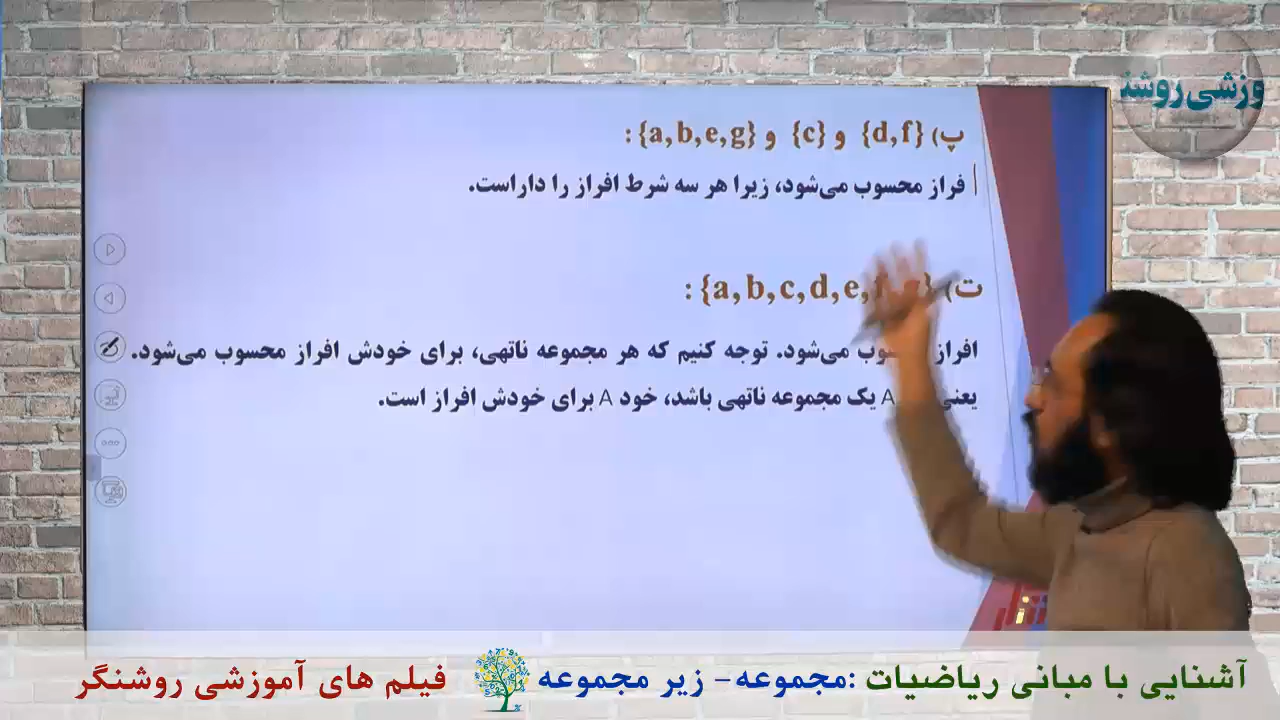 وزشی روشنگ
پ) {d,f} و {c} و {a,b,e,g} :
فراز محسوب می‌شود، زیرا هر سه شرط افراز را داراست.
ت) {a,b,c,d,e, :
افراز می‌شود. توجه کنیم که هر مجموعه ناتهی، برای خودش افراز محسوب می‌شود.
یعنی A یک مجموعه ناتهی باشد، خود A برای خودش افراز است.
آشنایی با مبانی ریاضیات :مجموعه- زیر مجموعه فیلم های آموزشی روشنگر